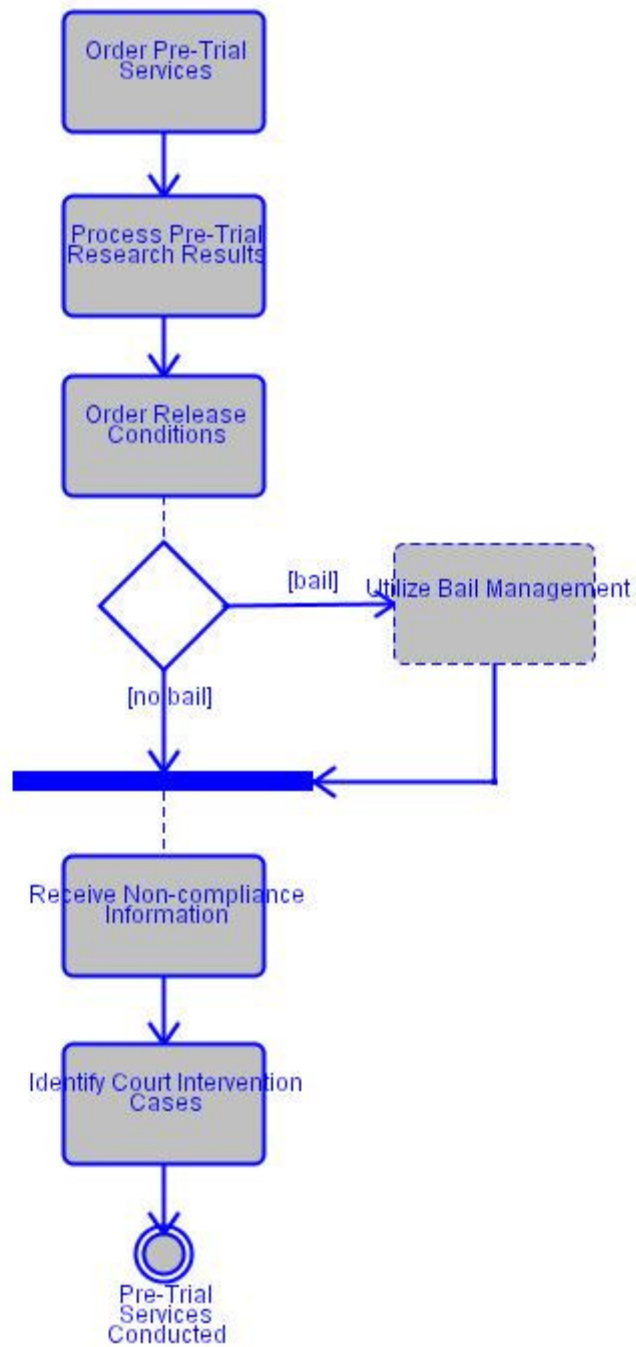 Order Pre-Trial
Services
Process Pre-Trial
Research Results
Order Release
Conditions
[bail]
Utilize Bail Management
[no bail]
Receive Non-compliance
Information
Identify Court Intervention
Cases
Pre-Trial
Services
Conducted